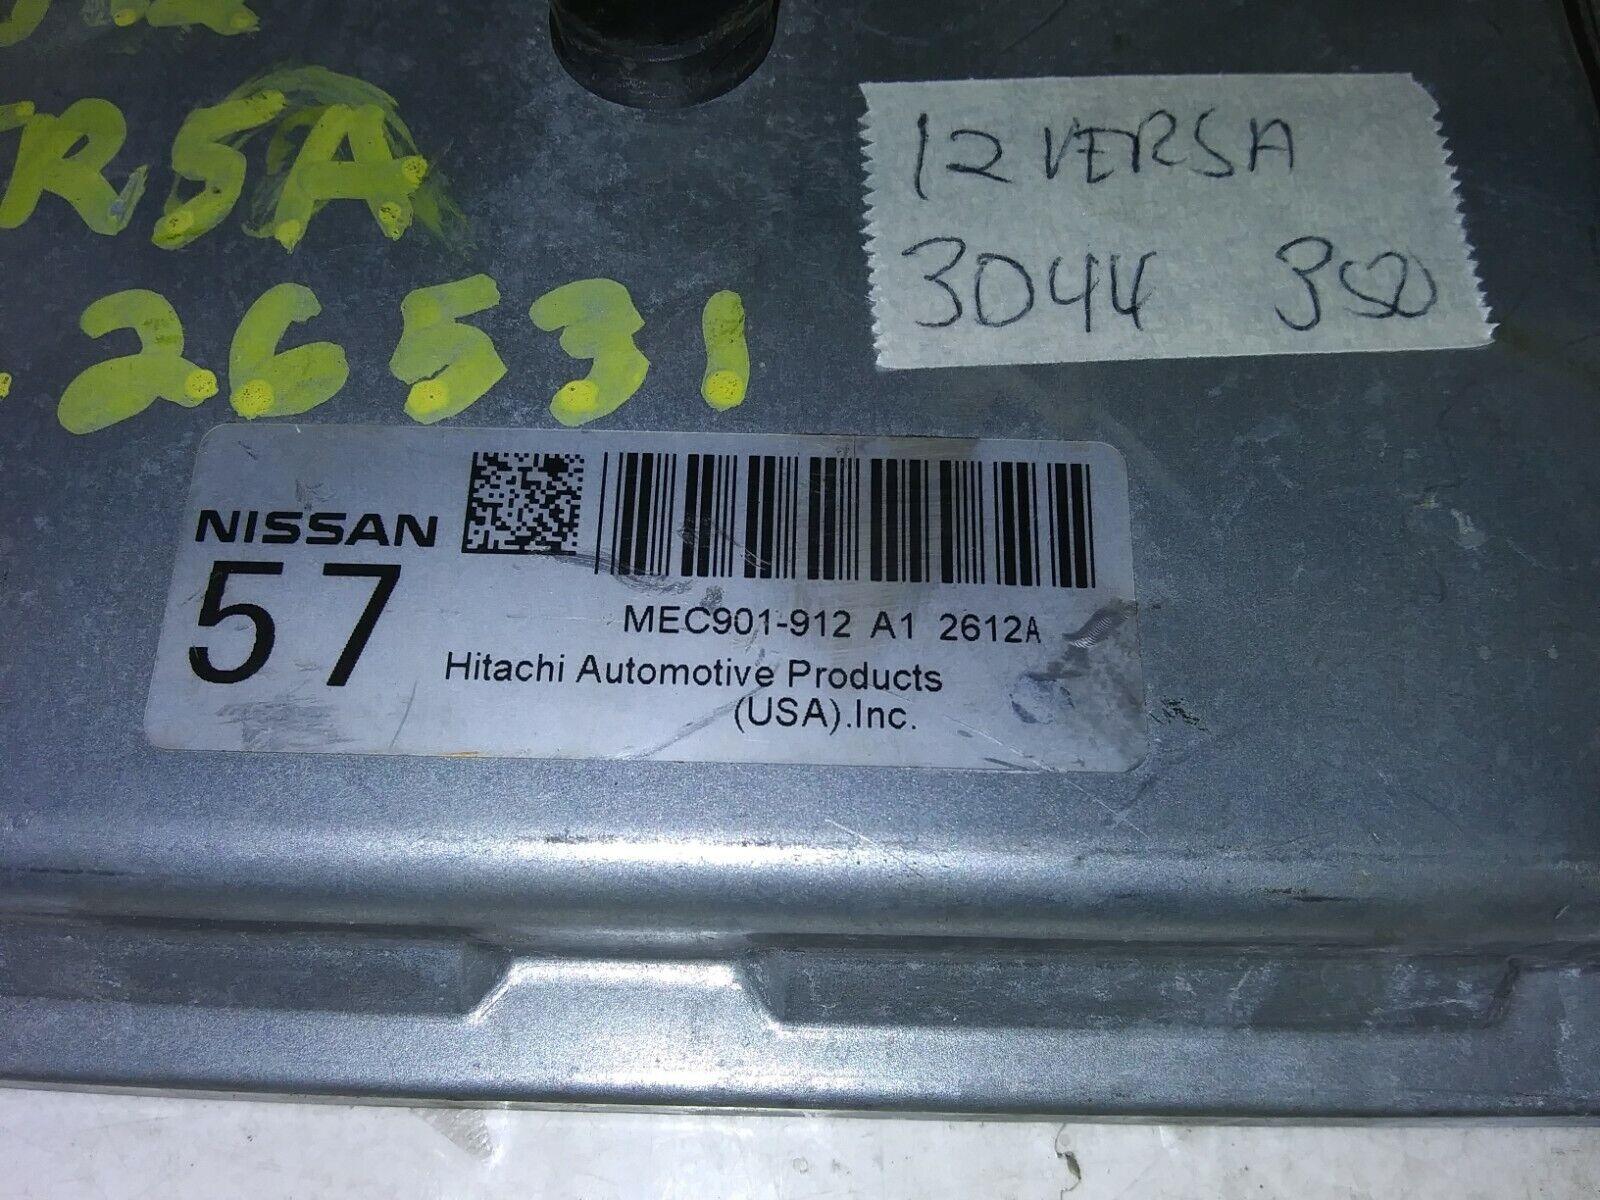 RSA
26531
12 VERSA
3044 350
NISSAN
57
MEC901-912 A1 2612A
Hitachi Automotive Products
(USA).Inc.